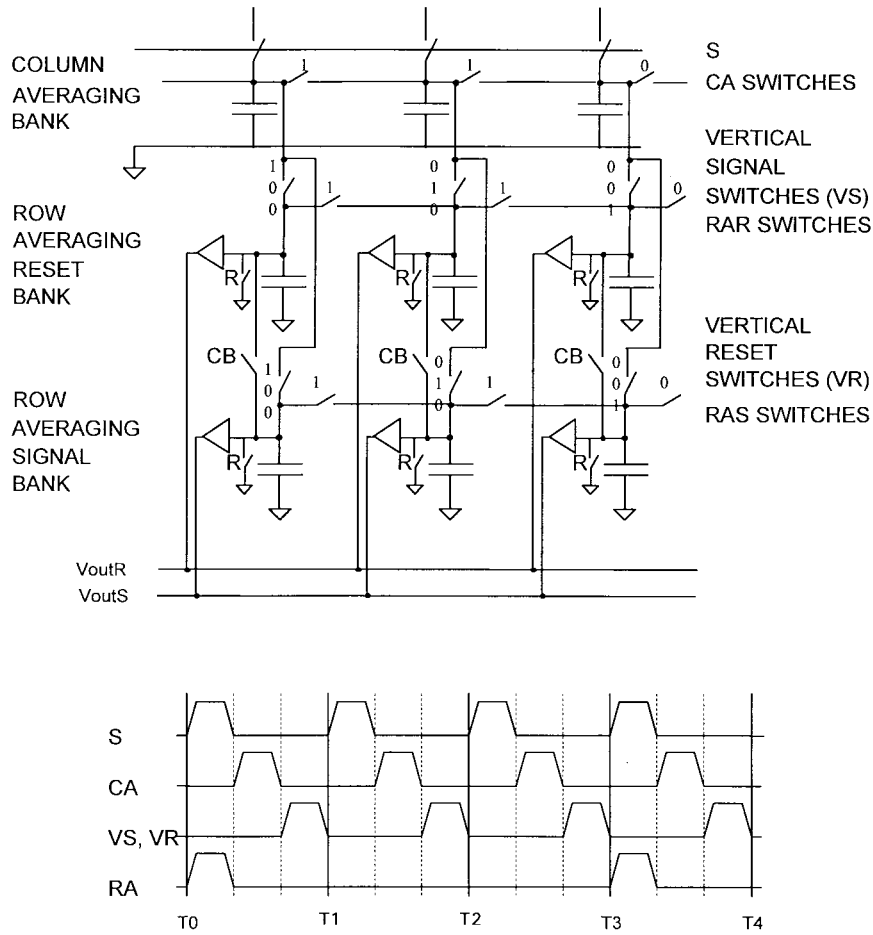 S
COLUMN
AVERAGING
BANK
1
1
0
CA SWITCHES
VERTICAL
SIGNAL
SWITCHES (VS)
RAR SWITCHES
1
0
0
1
0
1
0
1
0
0
1
0
ROW
AVERAGING
RESET
BANK
R
R
R
VERTICAL
RESET
SWITCHES (VR)
RAS SWITCHES
CB
CB
1
0
0
1
0
1
0
1
0
0
1
0
ROW
AVERAGING
SIGNAL
BANK
R
R
R
VoutR
VoutS
S
CA
VS, VR
RA
T0
T1
T2
T3
T4